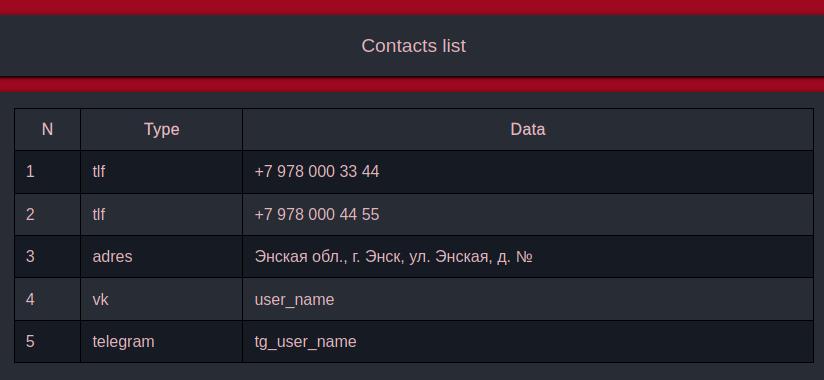 Contacts list
N Type Data
1 tlf +7 978 000 33 44
2 tlf +7 978 000 44 55
3 adres Энская обл., г. Энск, ул. Энская, д. №
4 vk user_name
5 telegram tg_user_name